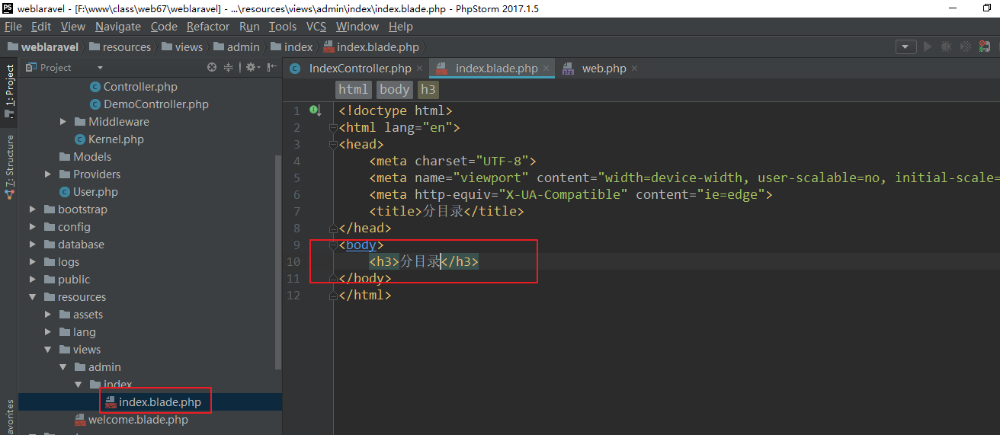 PS weblaravel - [F:\www\class\web67\weblaravel] - ...\resources\views\admin\index\index.blade.php - PhpStorm 2017.1.5
File Edit View Navigate Code Refactor Run Tools VCS Window Help
weblaravel resources views admin index index.blade.php
1: Project
7: Structure
avorites
Project
Controller.php
DemoController.php
Middleware
Kernel.php
Models
Providers
User.php
bootstrap
config
database
logs
public
resources
assets
lang
views
admin
index
index.blade.php
welcome.blade.php
IndexController.php × index.blade.php × web.php ×
html body h3
1 <!doctype html>
2 <html lang="en">
3 <head>
4 <meta charset="UTF-8">
5 <meta name="viewport" content="width=device-width, user-scalable=no, initial-scale=
6 <meta http-equiv="X-UA-Compatible" content="ie=edge">
7 <title>分目录</title>
8 </head>
9 <body>
10 <h3>分目录</h3>
11 </body>
12 </html>